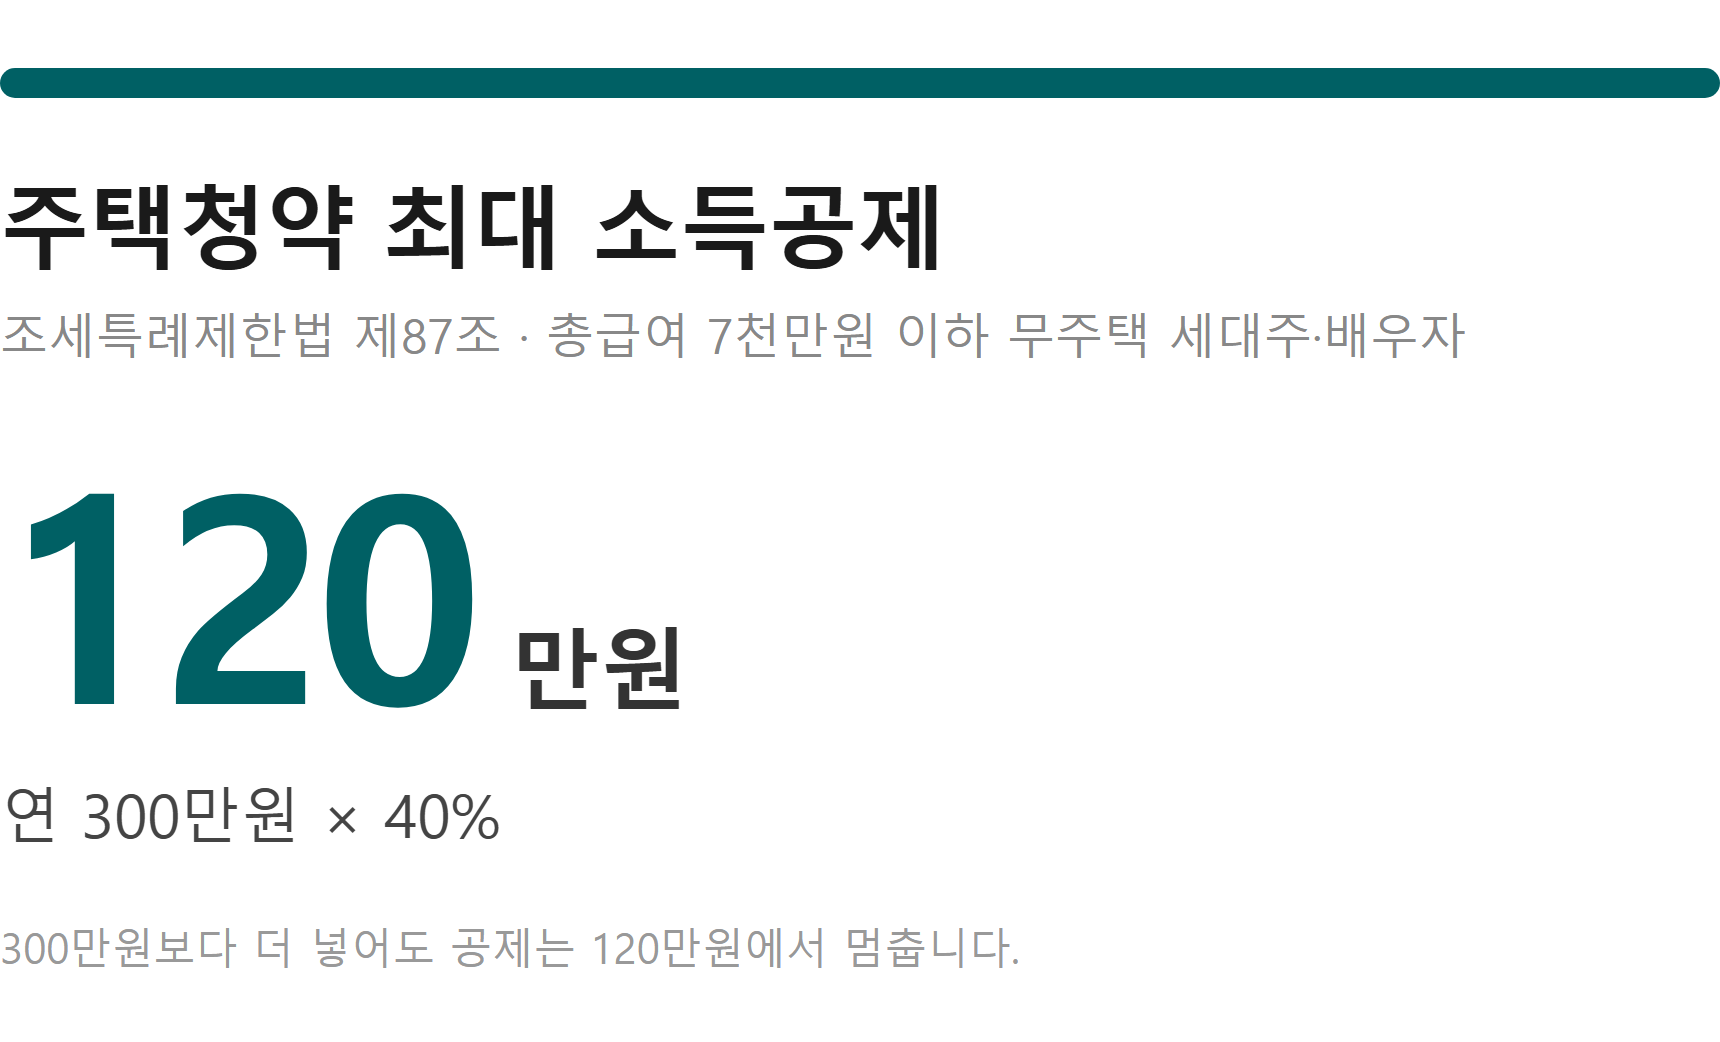 주택청약 최대 소득공제
조세특례제한법 제87조 · 총급여 7천만원 이하 무주택 세대주·배우자
120 만원
연 300만원 × 40%
300만원보다 더 넣어도 공제는 120만원에서 멈춥니다.